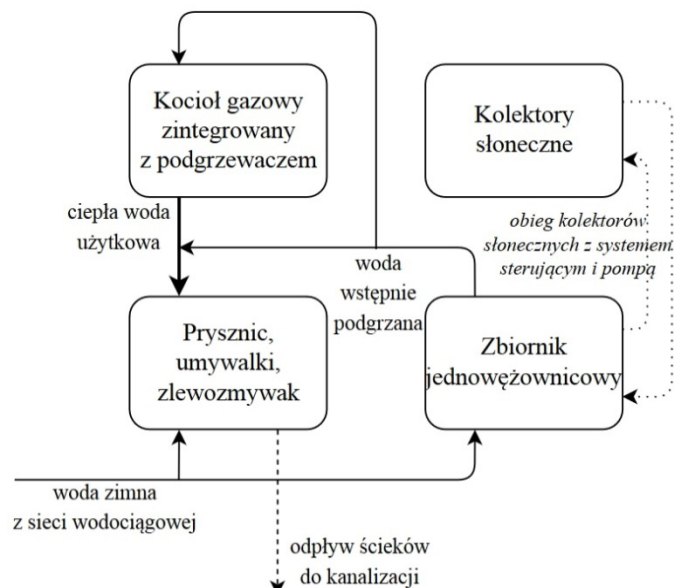 Kocioł gazowy
zintegrowany
z podgrzewaczem
Kolektory
słoneczne
ciepła woda
użytkowa
obieg kolektorów
słonecznych z systemem
sterującym i pompą
woda
wstępnie
podgrzana
Prysznic,
umywalki,
zlewozmywak
Zbiornik
jednowężownicowy
woda zimna
z sieci wodociągowej
odpływ ścieków
do kanalizacji